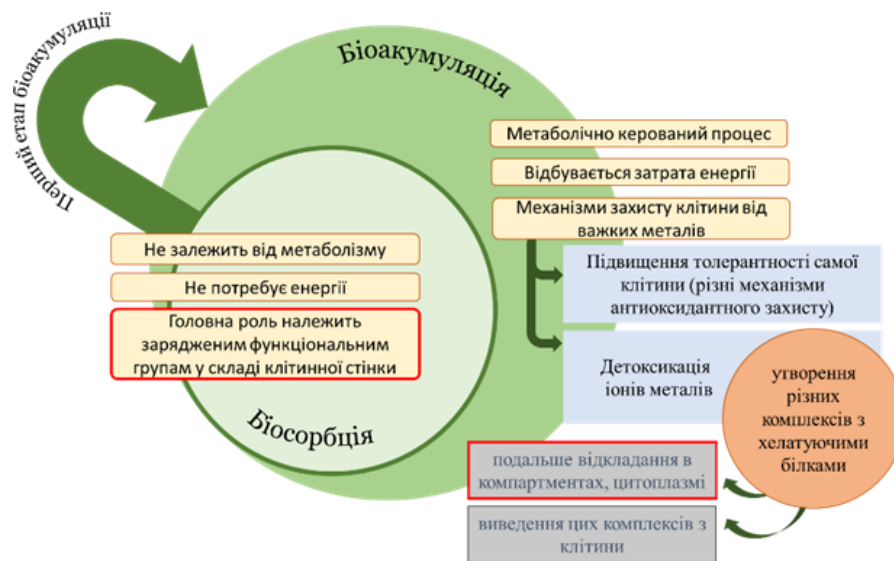 Перший етап біоакумуляції
Біоакумуляція
Метаболічно керований процес
Відбувається затрата енергії
Механізми захисту клітини від
важких металів
Не залежить від метаболізму
Не потребує енергії
Головна роль належить
зарядженим функціональним
групам у складі клітинної стінки
Біосорбція
Підвищення толерантності самої
клітини (різні механізми
антиоксидантного захисту)
Детоксикація
іонів металів
утворення
різних
комплексів з
хелатуючими
білками
подальше відкладання в
компартментах, цитоплазмі
виведення цих комплексів з
клітини